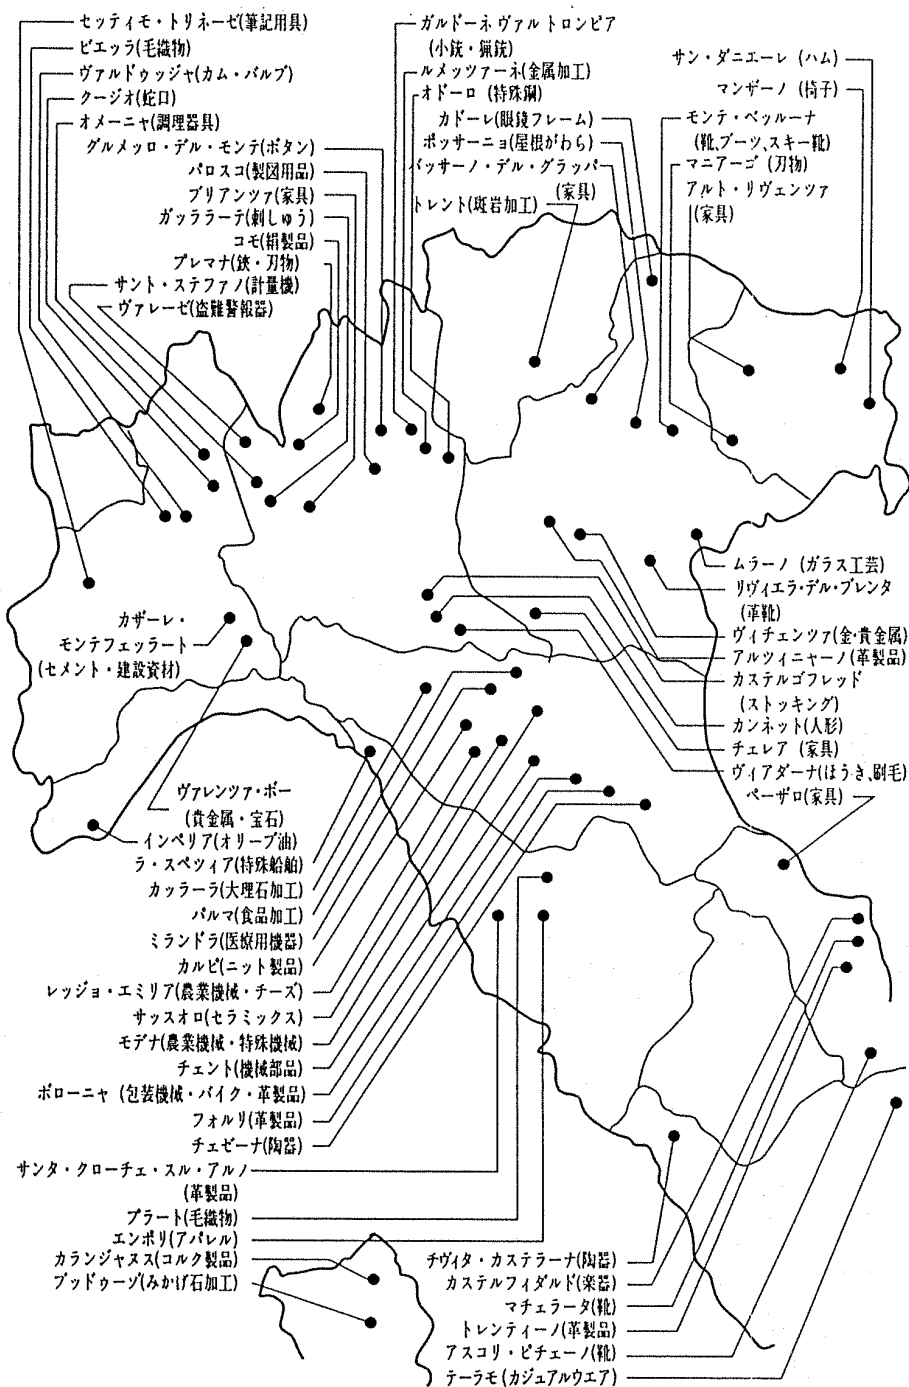 セッティモ・トリネーゼ(筆記用具)
ビエッラ(毛織物)
ヴァルドゥッジャ(カム・バルブ)
クージオ(蛇口)
オメーニャ(調理器具)
グルメッロ・デル・モンテ(ボタン)
パロスコ(製図用品)
ブリアンツァ(家具)
ガッララーテ(刺しゅう)
コモ(絹製品)
プレマナ(鋏・刃物)
サント・ステファノ(計量機)
ヴァレーゼ(盗難警報器)
ガルドーネ ヴァル トロンピア
(小銃・猟銃)
ルメッツァーネ(金属加工)
オドーロ (特殊鋼)
カドーレ(眼鏡フレーム)
ポッサーニョ(屋根がわら)
バッサーノ・デル・グラッパ
(家具)
トレント(斑岩加工)
サン・ダニエーレ (ハム)
マンザーノ (椅子)
モンテ・ベッルーナ
(靴、ブーツ、スキー靴)
マニアーゴ (刃物)
アルト・リヴェンツァ
(家具)
ムラーノ (ガラス工芸)
リヴィエラ・デル・ブレンタ
(革靴)
ヴィチェンツァ(金・貴金属)
アルツィニャーノ(革製品)
カステルゴフレッド
(ストッキング)
カンネット(人形)
チェレア (家具)
ヴィアダーナ(ほうき、刷毛)
ペーザロ(家具)
カザーレ・
モンテフェッラート
(セメント・建設資材)
ヴァレンツァ・ポー
(貴金属・宝石)
インペリア(オリーブ油)
ラ・スペツィア(特殊船舶)
カッラーラ(大理石加工)
パルマ(食品加工)
ミランドラ(医療用機器)
カルピ(ニット製品)
レッジョ・エミリア(農業機械・チーズ)
サッスオロ(セラミックス)
モデナ(農業機械・特殊機械)
チェント(機械部品)
ボローニャ (包装機械・バイク・革製品)
フォルリ(革製品)
チェゼーナ(陶器)
サンタ・クローチェ・スル・アルノ
(革製品)
プラート(毛織物)
エンポリ(アパレル)
カランジャヌス(コルク製品)
ブッドゥーゾ(みかげ石加工)
チヴィタ・カステラーナ(陶器)
カステルフィダルド(楽器)
マチェラータ(靴)
トレンティーノ(革製品)
アスコリ・ピチェーノ(靴)
テーラモ(カジュアルウエア)